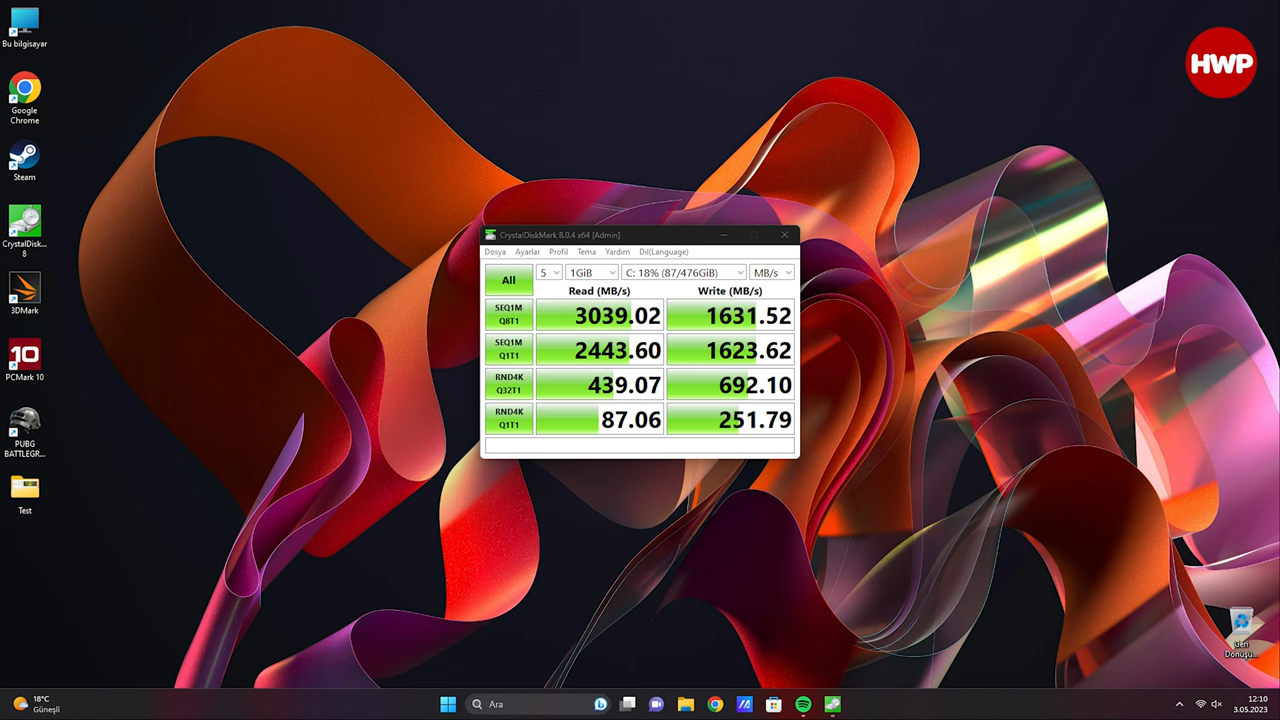 Bu bilgisayar
Google
Chrome
Steam
CrystalDisk...
8
3DMark
10
PCMark 10
PUBG
BATTLEGR...
Test
HWP
CrystalDiskMark 8.0.4 x64 [Admin]
Dosya Ayarlar Profil Tema Yardım Dil(Language)
All 5 1GiB C: 18% (87/476GiB) MB/s
Read (MB/s) Write (MB/s)
SEQ1M
Q8T1 3039.02 1631.52
SEQ1M
Q1T1 2443.60 1623.62
RND4K
Q32T1 439.07 692.10
RND4K
Q1T1 87.06 251.79
Geri
Dönüşü...
18°C
Güneşli
Ara
12:10
3.05.2023